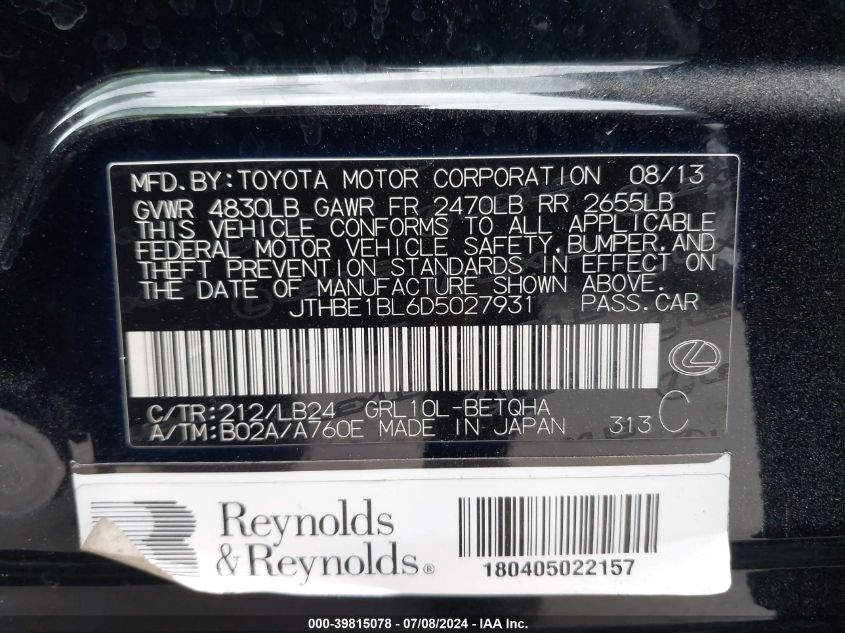 MFD.BY:TOYOTA MOTOR CORPORATION 08/13
GVWR 4830LB GAWR FR 2470LB RR 2655LB
THIS VEHICLE CONFORMS TO ALL APPLICABLE
FEDERAL MOTOR VEHICLE SAFETY,BUMPER,AND
THEFT PREVENTION STANDARDS IN EFFECT ON
THE DATE OF MANUFACTURE SHOWN ABOVE.
JTHBE1BL6D5027931 PASS.CAR
C/TR:212/LB24 GRL10L-BETQHA
A/TM:B02A/A760E MADE IN JAPAN 313 C
Reynolds
& Reynolds®
180405022157
000-39815078 - 07/08/2024 - IAA Inc.